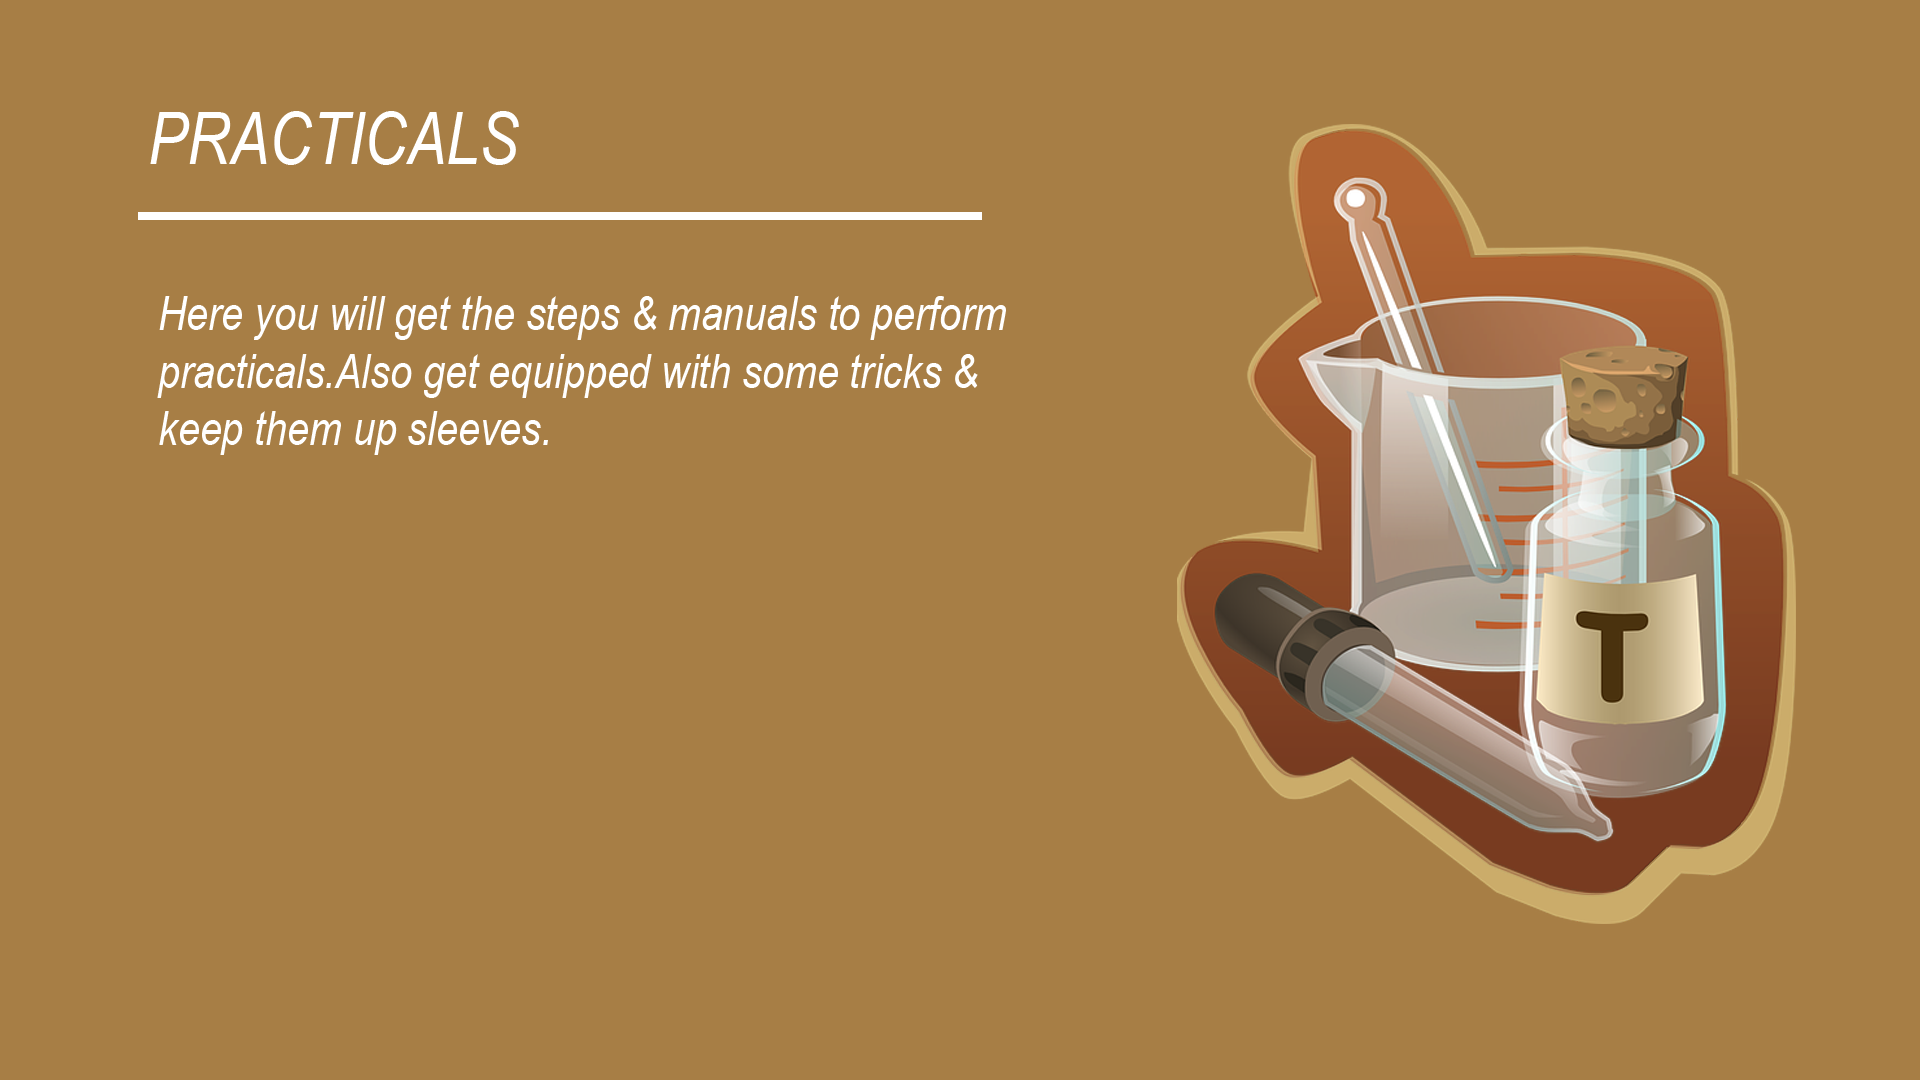 PRACTICALS
Here you will get the steps & manuals to perform
practicals.Also get equipped with some tricks &
keep them up sleeves.
T